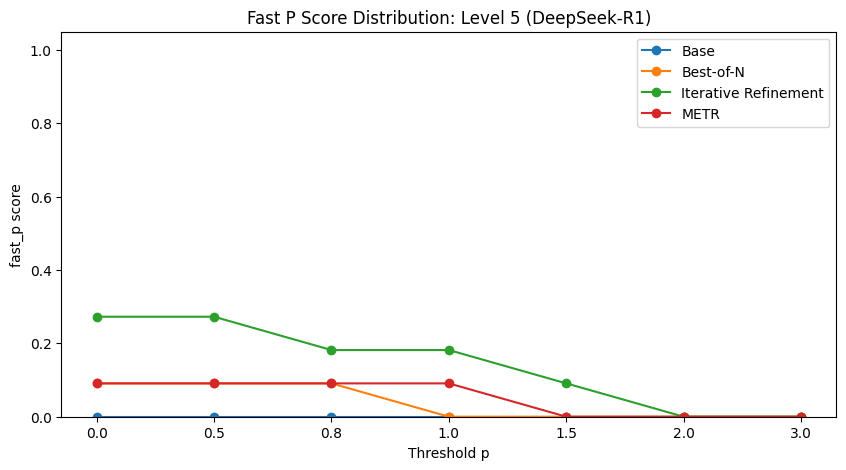 Fast P Score Distribution: Level 5 (DeepSeek-R1)
Base
Best-of-N
Iterative Refinement
METR
fast_p score
1.0
0.8
0.6
0.4
0.2
0.0
0.0 0.5 0.8 1.0 1.5 2.0 3.0
Threshold p